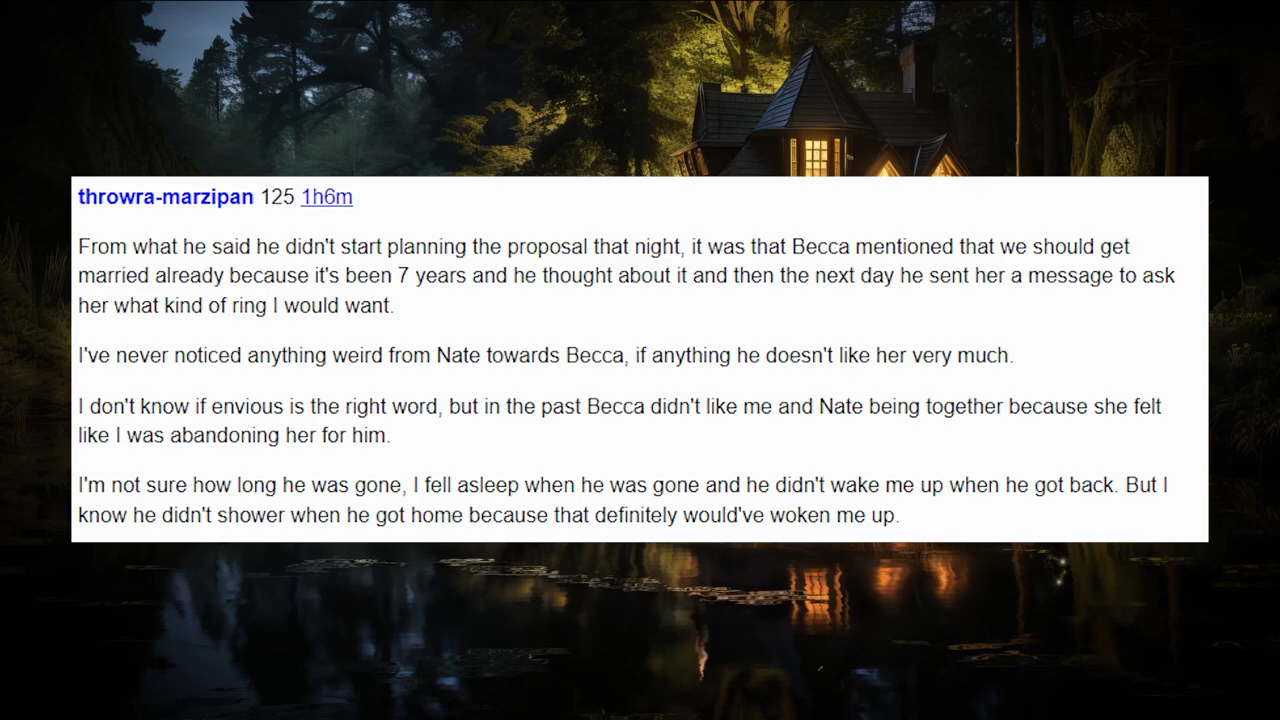 throwra-marzipan 125 1h6m
From what he said he didn't start planning the proposal that night, it was that Becca mentioned that we should get
married already because it's been 7 years and he thought about it and then the next day he sent her a message to ask
her what kind of ring I would want.
I've never noticed anything weird from Nate towards Becca, if anything he doesn't like her very much.
I don't know if envious is the right word, but in the past Becca didn't like me and Nate being together because she felt
like I was abandoning her for him.
I'm not sure how long he was gone, I fell asleep when he was gone and he didn't wake me up when he got back. But I
know he didn't shower when he got home because that definitely would've woken me up.